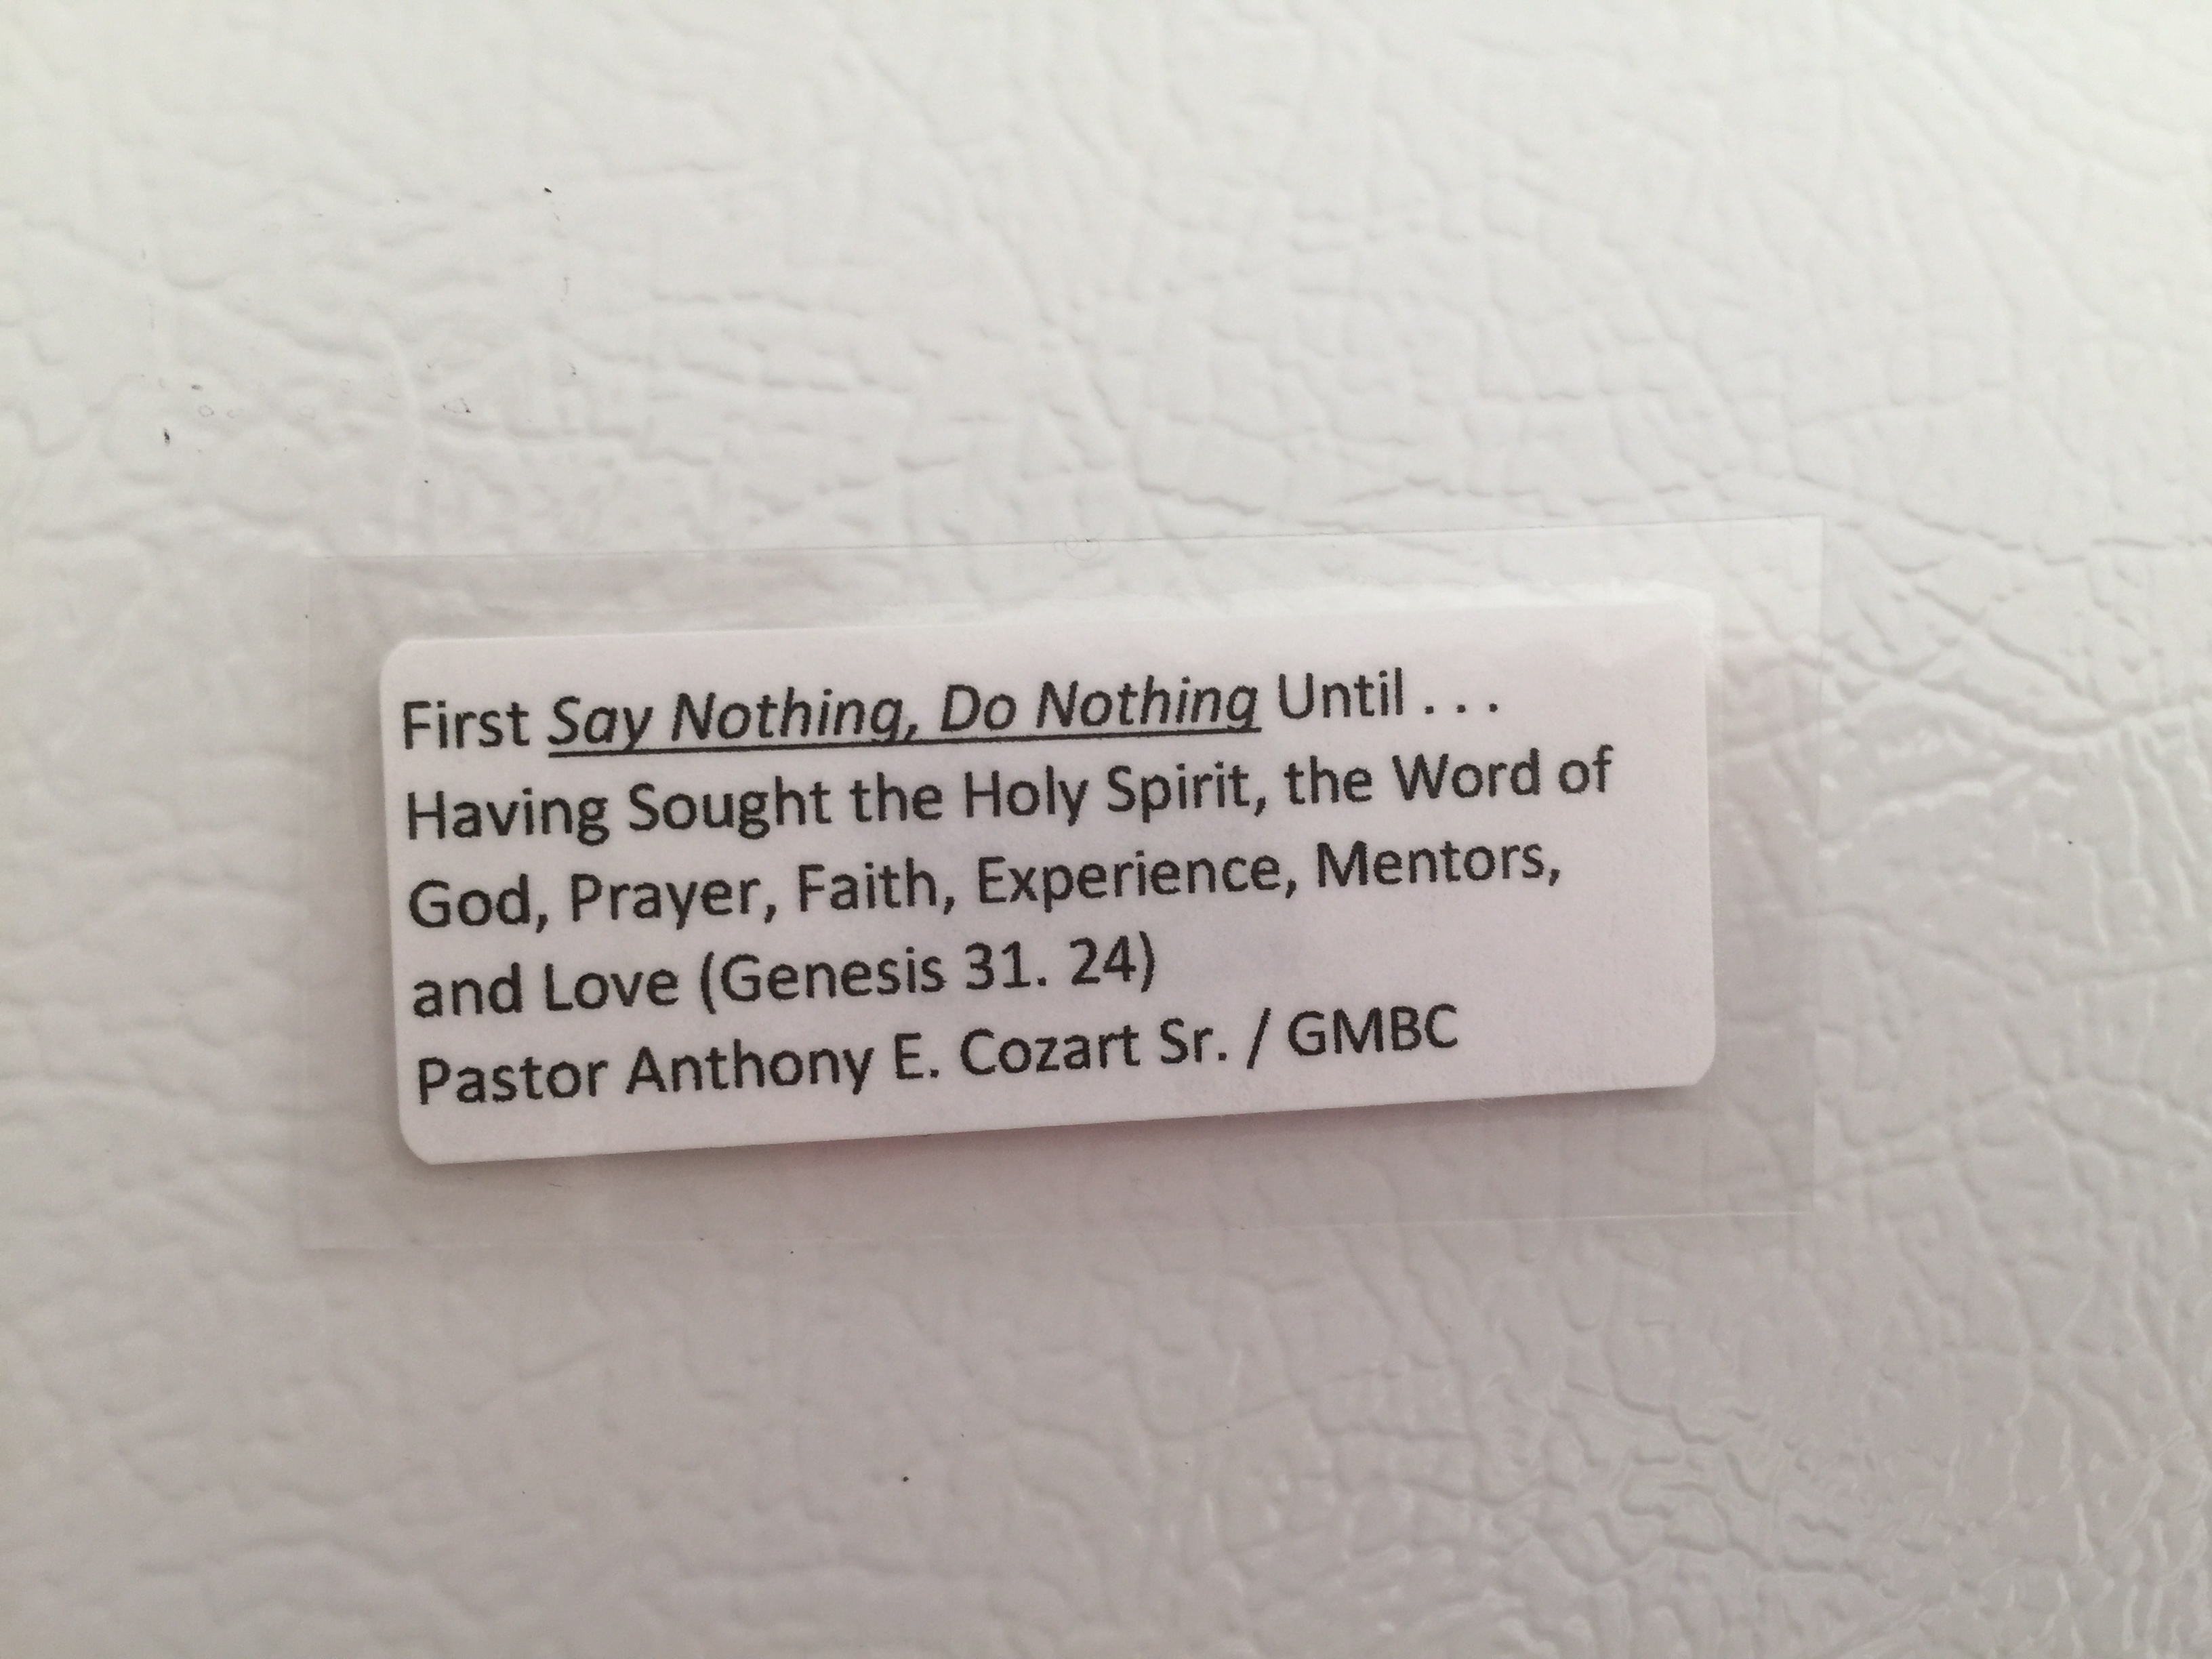 First Say Nothing, Do Nothing Until . . .
Having Sought the Holy Spirit, the Word of
God, Prayer, Faith, Experience, Mentors,
and Love (Genesis 31. 24)
Pastor Anthony E. Cozart Sr. / GMBC